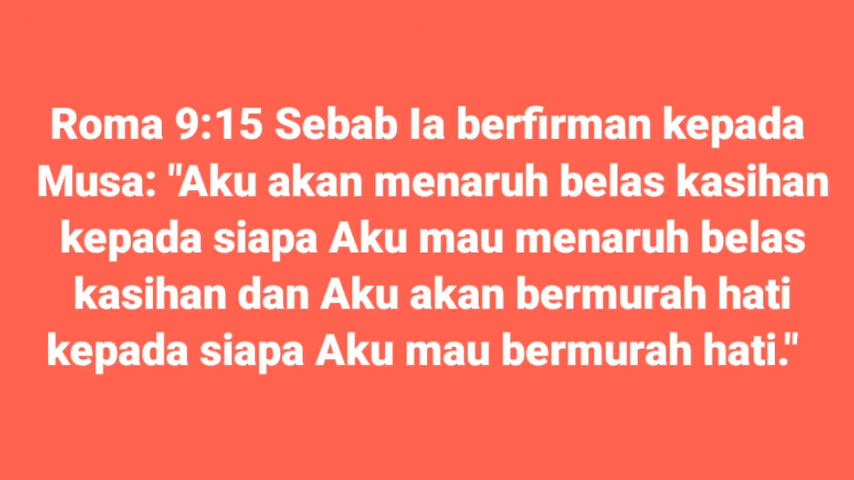 Roma 9:15 Sebab Ia berfirman kepada
Musa: "Aku akan menaruh belas kasihan
kepada siapa Aku mau menaruh belas
kasihan dan Aku akan bermurah hati
kepada siapa Aku mau bermurah hati."